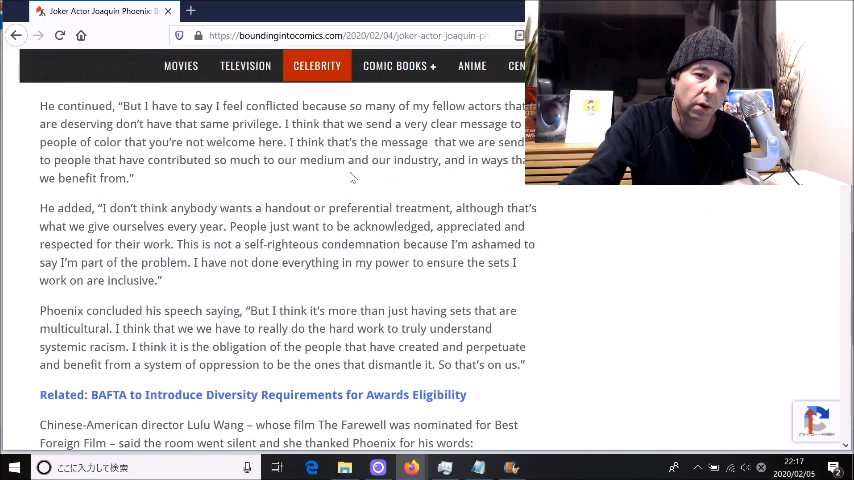 Joker Actor Joaquin Phoenix: B
https://boundingintocomics.com/2020/02/04/joker-actor-joaquin-ph
MOVIES TELEVISION CELEBRITY COMIC BOOKS + ANIME CEN
He continued, “But I have to say I feel conflicted because so many of my fellow actors that
are deserving don’t have that same privilege. I think that we send a very clear message to
people of color that you’re not welcome here. I think that’s the message that we are send
to people that have contributed so much to our medium and our industry, and in ways tha
we benefit from.”
He added, “I don’t think anybody wants a handout or preferential treatment, although that’s
what we give ourselves every year. People just want to be acknowledged, appreciated and
respected for their work. This is not a self-righteous condemnation because I’m ashamed to
say I’m part of the problem. I have not done everything in my power to ensure the sets I
work on are inclusive.”
Phoenix concluded his speech saying, “But I think it’s more than just having sets that are
multicultural. I think that we we have to really do the hard work to truly understand
systemic racism. I think it is the obligation of the people that have created and perpetuate
and benefit from a system of oppression to be the ones that dismantle it. So that’s on us.”
Related: BAFTA to Introduce Diversity Requirements for Awards Eligibility
Chinese-American director Lulu Wang – whose film The Farewell was nominated for Best
Foreign Film – said the room went silent and she thanked Phoenix for his words:
ここに入力して検索
22:17
2020/02/05
2